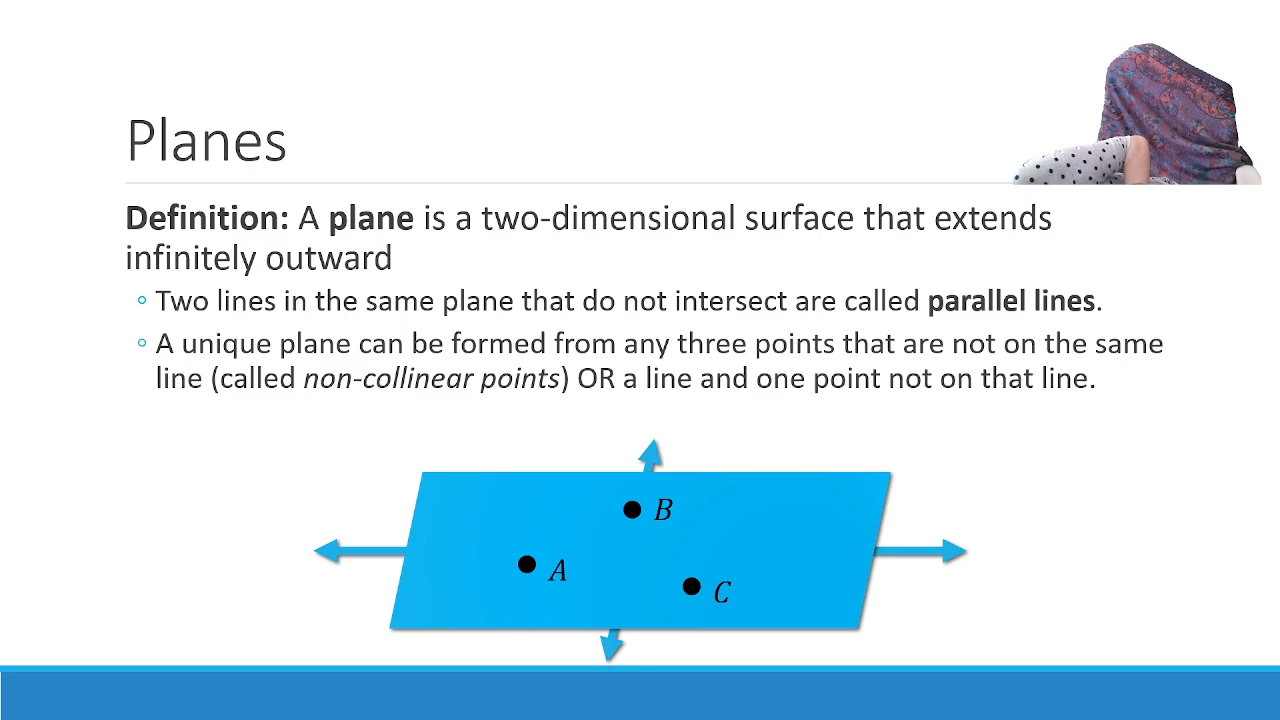 Planes
Definition: A plane is a two-dimensional surface that extends
infinitely outward
◦ Two lines in the same plane that do not intersect are called parallel lines.
◦ A unique plane can be formed from any three points that are not on the same
line (called non-collinear points) OR a line and one point not on that line.
B
A
C